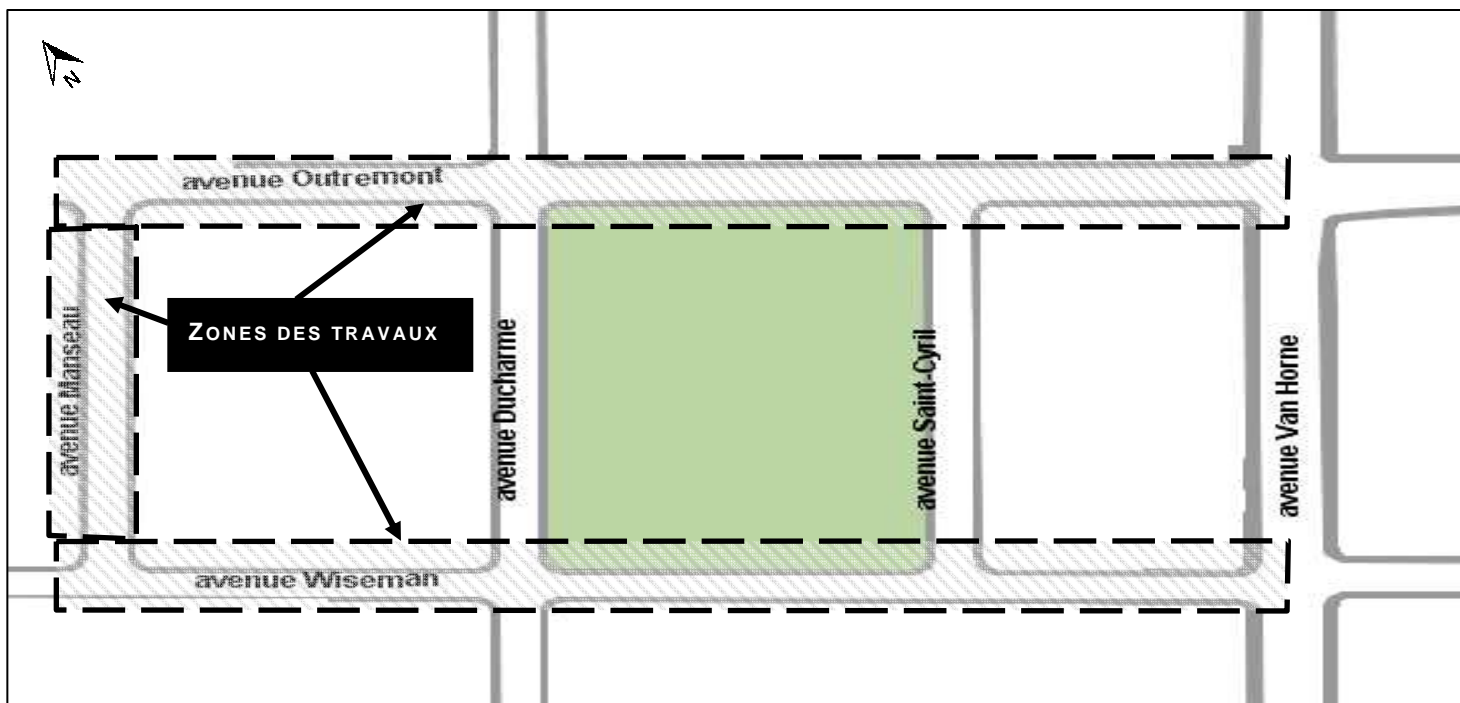 N
avenue Outremont
ZONES DES TRAVAUX
avenue Manseau
avenue Ducharme
avenue Saint-Cyril
avenue Van Horne
avenue Wiseman